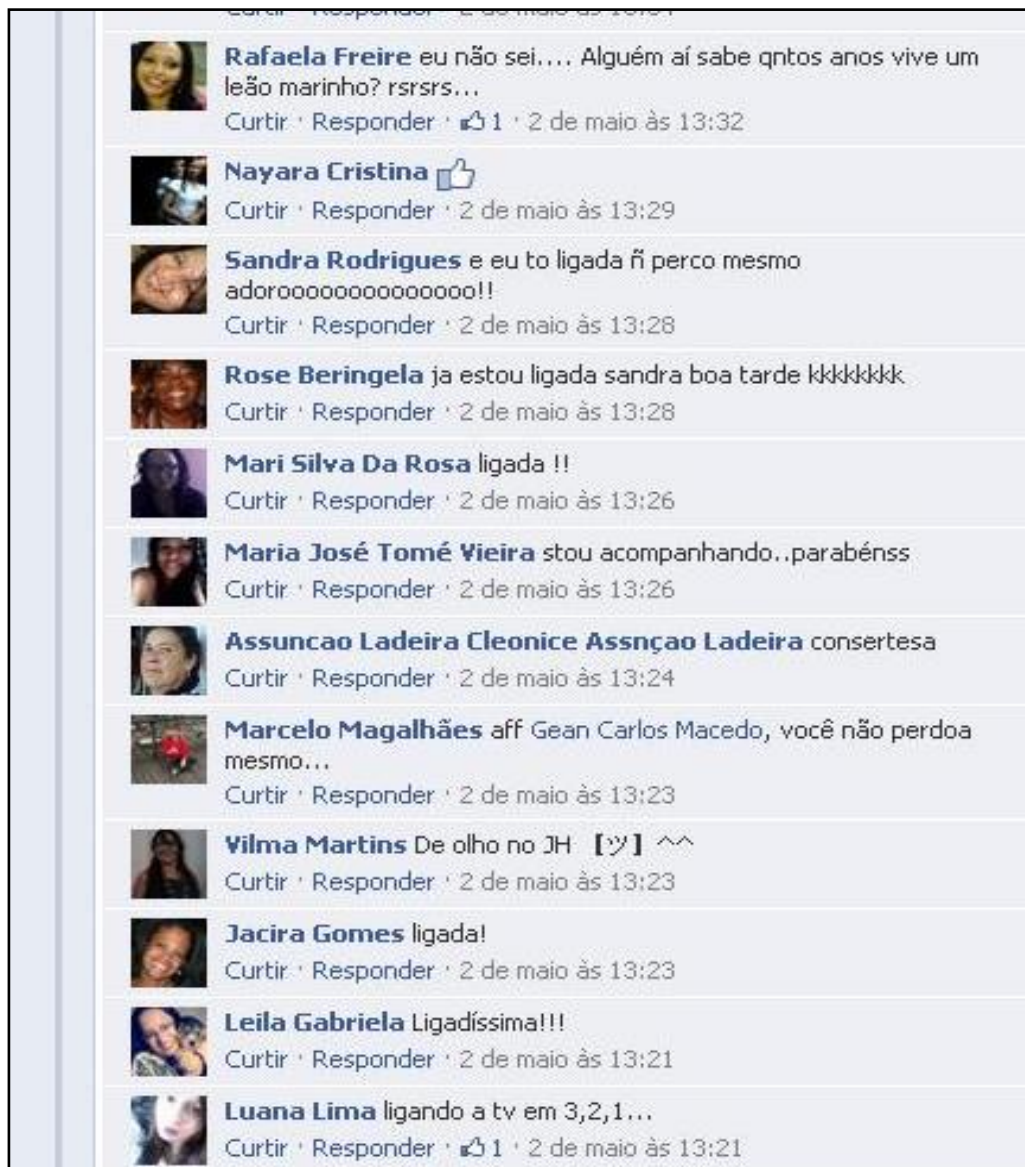 Rafaela Freire eu não sei.... Alguém aí sabe qntos anos vive um
leão marinho? rsrsrs...
Curtir · Responder · 1 · 2 de maio às 13:32
Nayara Cristina
Curtir · Responder · 2 de maio às 13:29
Sandra Rodrigues e eu to ligada ñ perco mesmo
adorooooooooooooooo!!
Curtir · Responder · 2 de maio às 13:28
Rose Beringela ja estou ligada sandra boa tarde kkkkkkkk
Curtir · Responder · 2 de maio às 13:28
Mari Silva Da Rosa ligada !!
Curtir · Responder · 2 de maio às 13:26
Maria José Tomé Vieira stou acompanhando..parabénss
Curtir · Responder · 2 de maio às 13:26
Assuncao Ladeira Cleonice Assnçao Ladeira consertesa
Curtir · Responder · 2 de maio às 13:24
Marcelo Magalhães aff Gean Carlos Macedo, você não perdoa
mesmo...
Curtir · Responder · 2 de maio às 13:23
Vilma Martins De olho no JH 【ツ】 ^^
Curtir · Responder · 2 de maio às 13:23
Jacira Gomes ligada!
Curtir · Responder · 2 de maio às 13:23
Leila Gabriela Ligadíssima!!!
Curtir · Responder · 2 de maio às 13:21
Luana Lima ligando a tv em 3,2,1...
Curtir · Responder · 1 · 2 de maio às 13:21